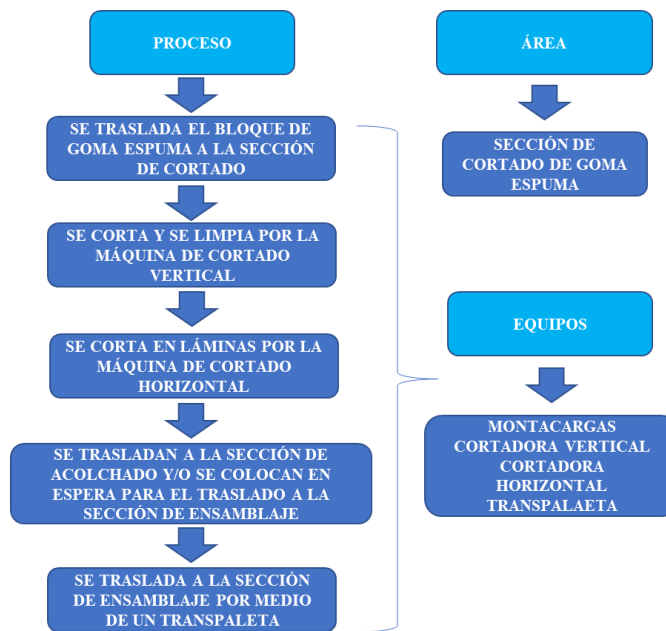 PROCESO
SE TRASLADA EL BLOQUE DE
GOMA ESPUMA A LA SECCIÓN
DE CORTADO
SE CORTA Y SE LIMPIA POR LA
MÁQUINA DE CORTADO
VERTICAL
SE CORTA EN LÁMINAS POR LA
MÁQUINA DE CORTADO
HORIZONTAL
SE TRASLADAN A LA SECCIÓN DE
ACOLCHADO Y/O SE COLOCAN EN
ESPERA PARA EL TRASLADO A LA
SECCIÓN DE ENSAMBLAJE
SE TRASLADA A LA SECCIÓN
DE ENSAMBLAJE POR MEDIO
DE UN TRANSPALETA
ÁREA
SECCIÓN DE
CORTADO DE GOMA
ESPUMA
EQUIPOS
MONTACARGAS
CORTADORA VERTICAL
CORTADORA
HORIZONTAL
TRANSPALAETA